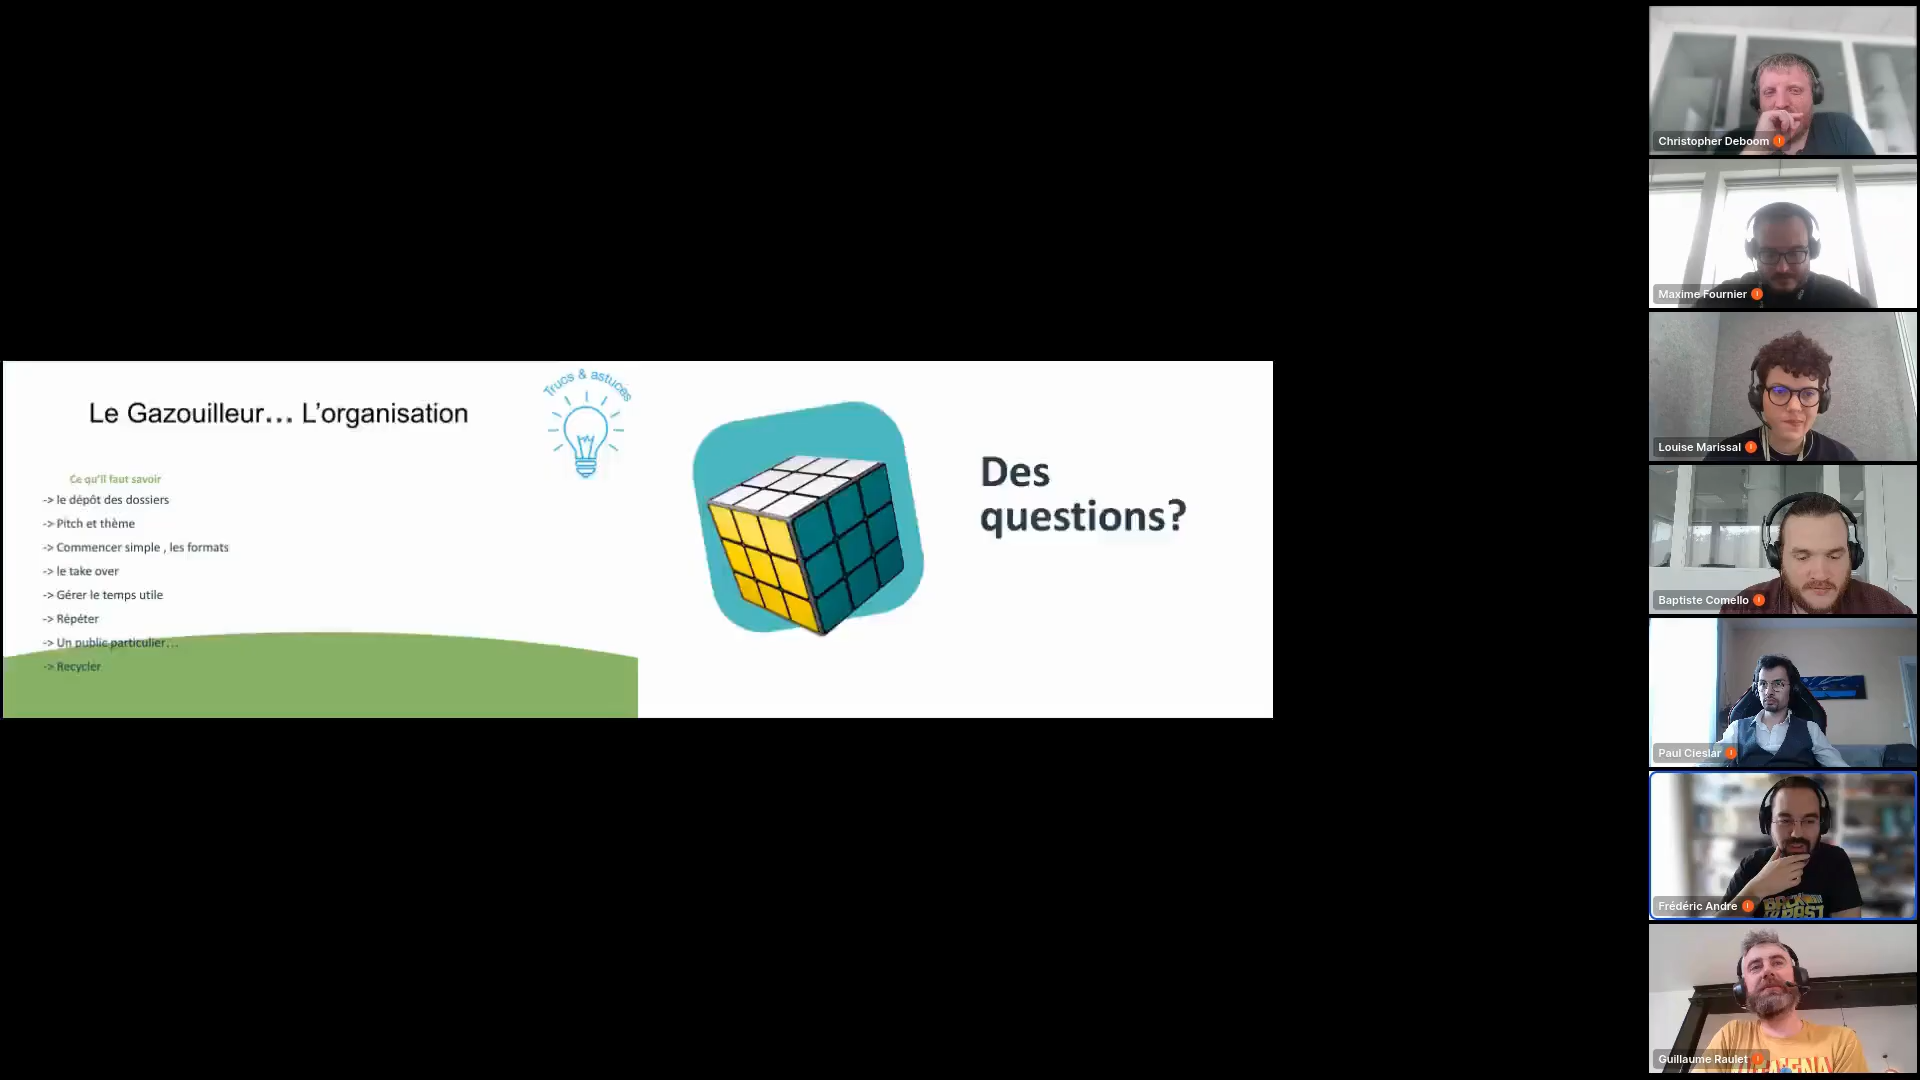 Le Gazouilleur... L'organisation
Trucs & astuces
Ce qu'il faut savoir
-> le dépôt des dossiers
-> Pitch et thème
-> Commencer simple , les formats
-> le take over
-> Gérer le temps utile
-> Répéter
-> Un public particulier...
-> Recycler
Des
questions?
Christopher Deboom
Maxime Fournier
Louise Marissal
Baptiste Comello
Paul Cieslar
Frédéric Andre
Guillaume Raulet